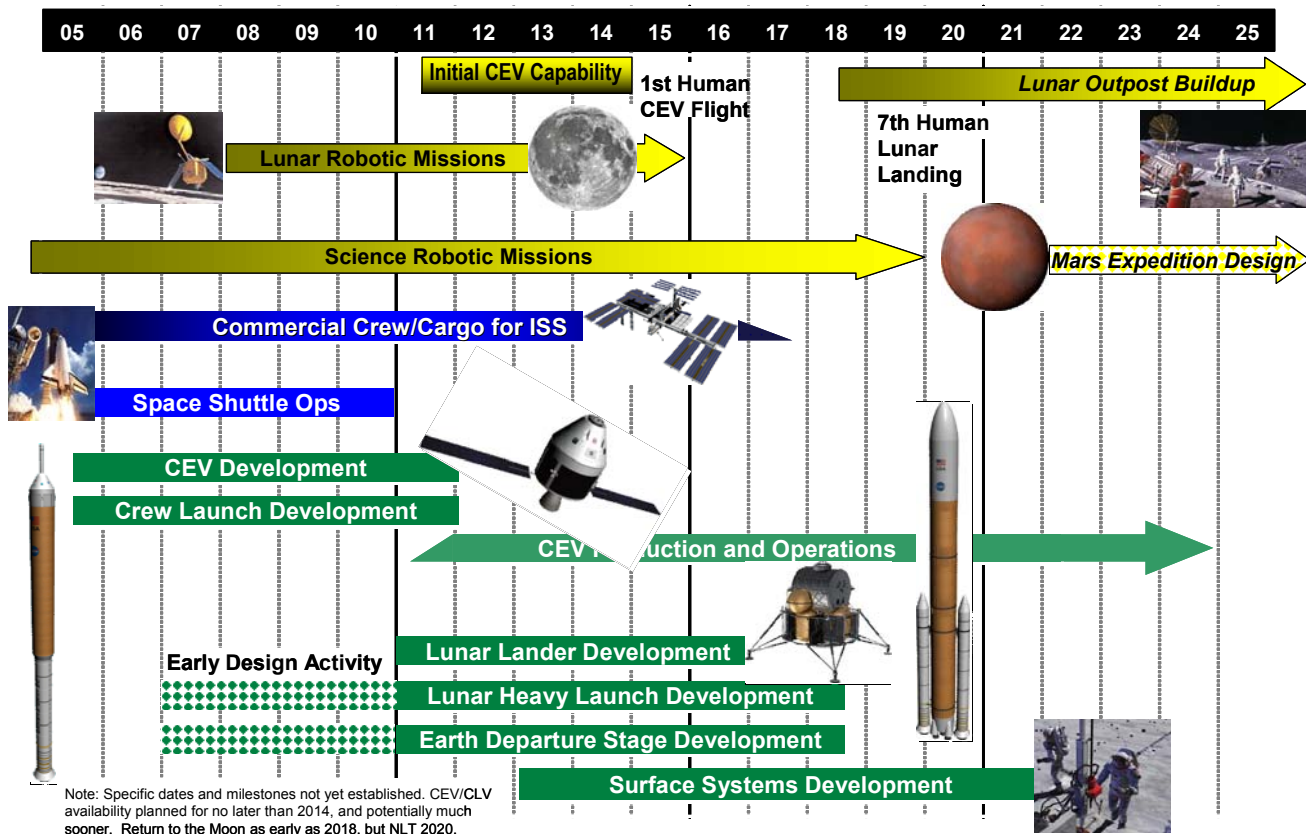 05 06 07 08 09 10 11 12 13 14 15 16 17 18 19 20 21 22 23 24 25
Initial CEV Capability
1st Human
CEV Flight
Lunar Outpost Buildup
Lunar Robotic Missions
7th Human
Lunar
Landing
Science Robotic Missions
Mars Expedition Design
Commercial Crew/Cargo for ISS
Space Shuttle Ops
CEV Development
Crew Launch Development
CEV uction and Operations
Early Design Activity
Lunar Lander Development
Lunar Heavy Launch Development
Earth Departure Stage Development
Surface Systems Development
Note: Specific dates and milestones not yet established. CEV/CLV
availability planned for no later than 2014, and potentially much
sooner. Return to the Moon as early as 2018, but NLT 2020.